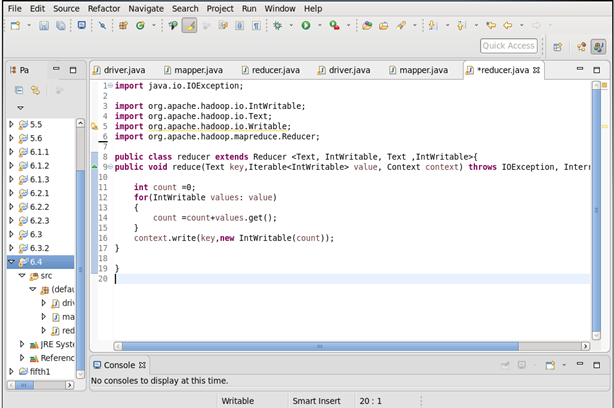 File Edit Source Refactor Navigate Search Project Run Window Help
Quick Access
Pa
driver.java mapper.java reducer.java driver.java mapper.java *reducer.java
1 import java.io.IOException;
2
3 import org.apache.hadoop.io.IntWritable;
4 import org.apache.hadoop.io.Text;
5 import org.apache.hadoop.io.Writable;
6 import org.apache.hadoop.mapreduce.Reducer;
7
8 public class reducer extends Reducer <Text, IntWritable, Text ,IntWritable>{
9 public void reduce(Text key,Iterable<IntWritable> value, Context context) throws IOException, Interr
10
11 int count =0;
12 for(IntWritable values: value)
13 {
14 count =count+values.get();
15 }
16 context.write(key,new IntWritable(count));
17 }
18
19 }
20
5.5
5.6
6.1.1
6.1.2
6.1.3
6.2.1
6.2.2
6.2.3
6.3
6.3.2
6.4
src
(defau
driv
ma
red
JRE Syst
Referenc
fifth1
Console
No consoles to display at this time.
Writable Smart Insert 20 : 1